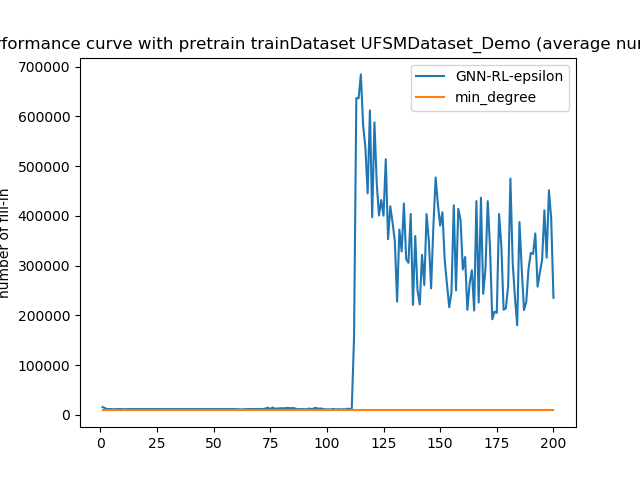 rformance curve with pretrain trainDataset UFSMDataset_Demo (average num
GNN-RL-epsilon
min_degree
number of fill-in
700000
600000
500000
400000
300000
200000
100000
0
0 25 50 75 100 125 150 175 200